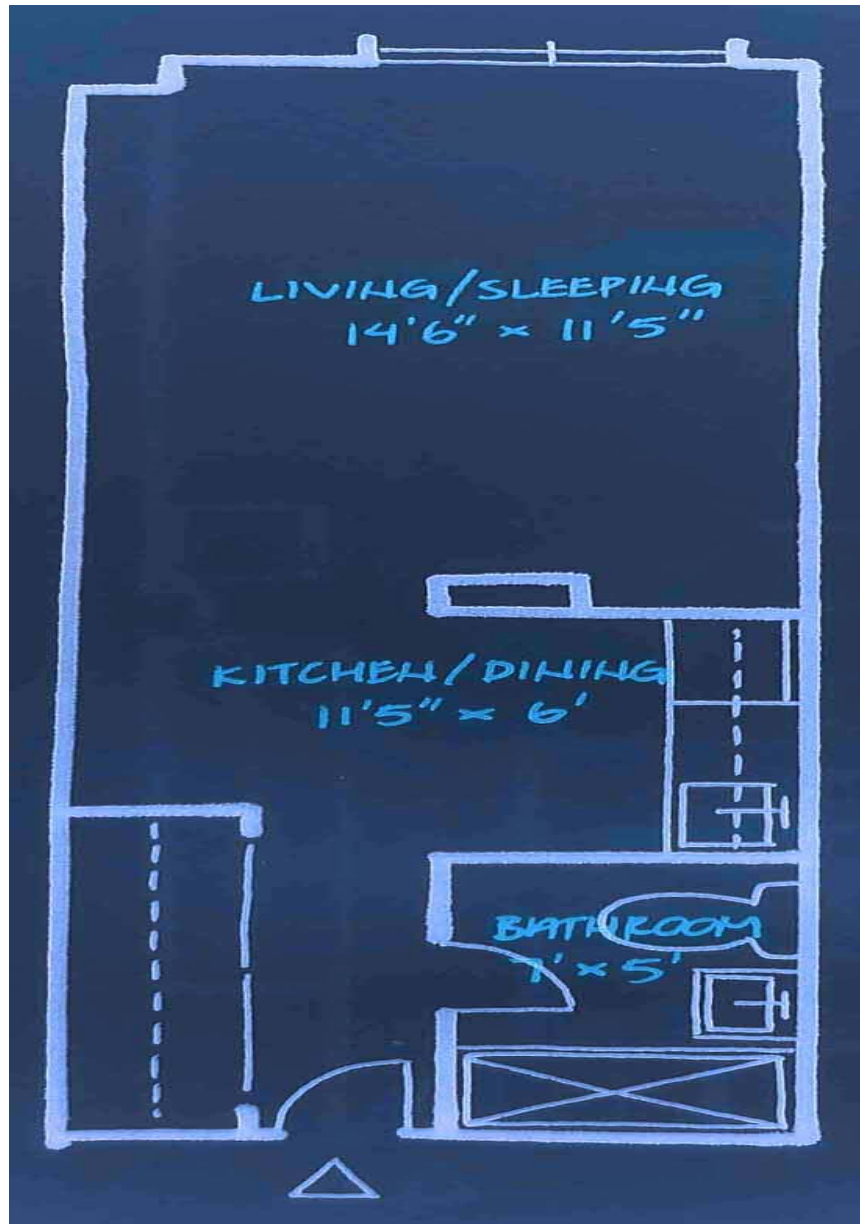 LIVING/SLEEPING
14'6" × 11'5"
KITCHEN/DINING
11'5" × 6'
BATHROOM
7' × 5'